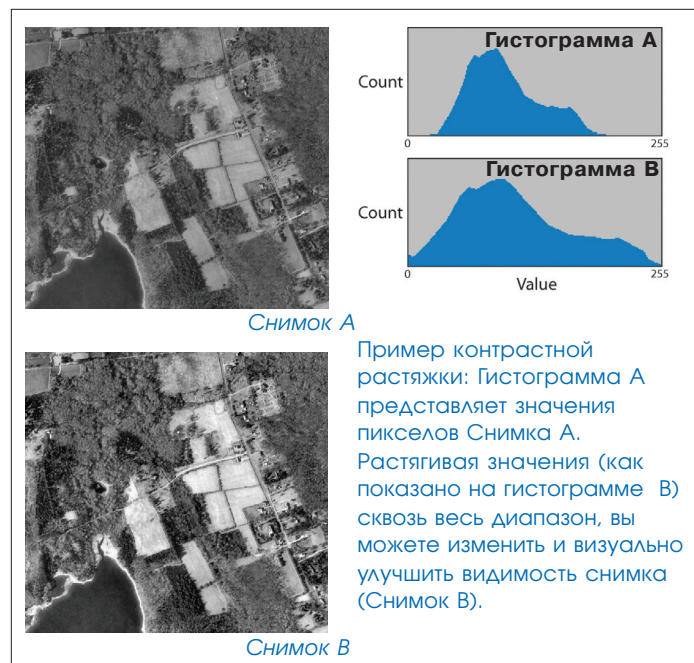 Гистограмма А
Count
0
255
Гистограмма В
Count
0
255
Value
Снимок А
Пример контрастной
растяжки: Гистограмма А
представляет значения
пикселов Снимка А.
Растягивая значения (как
показано на гистограмме В)
сквозь весь диапазон, вы
можете изменить и визуально
улучшить видимость снимка
(Снимок В).
Снимок В